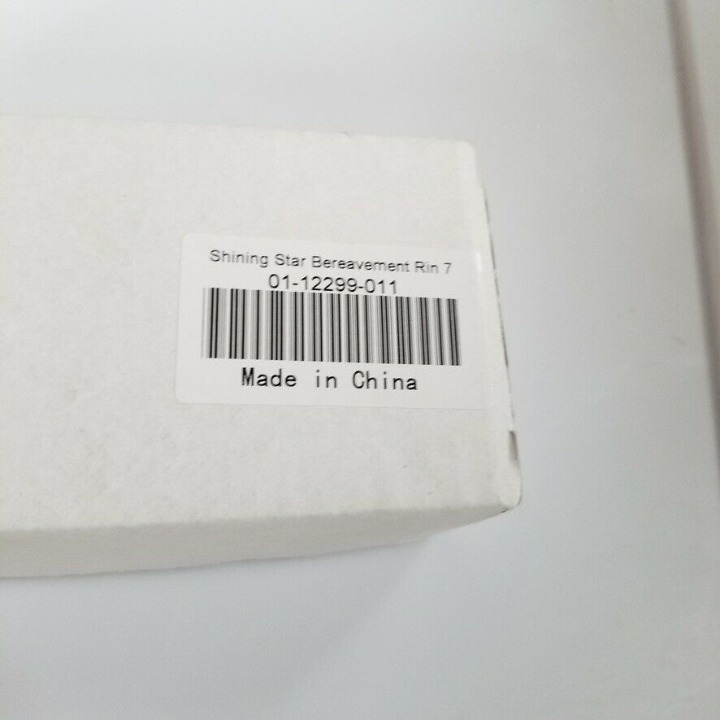 Shining Star Bereavement Rin 7
01-12299-011
Made in China